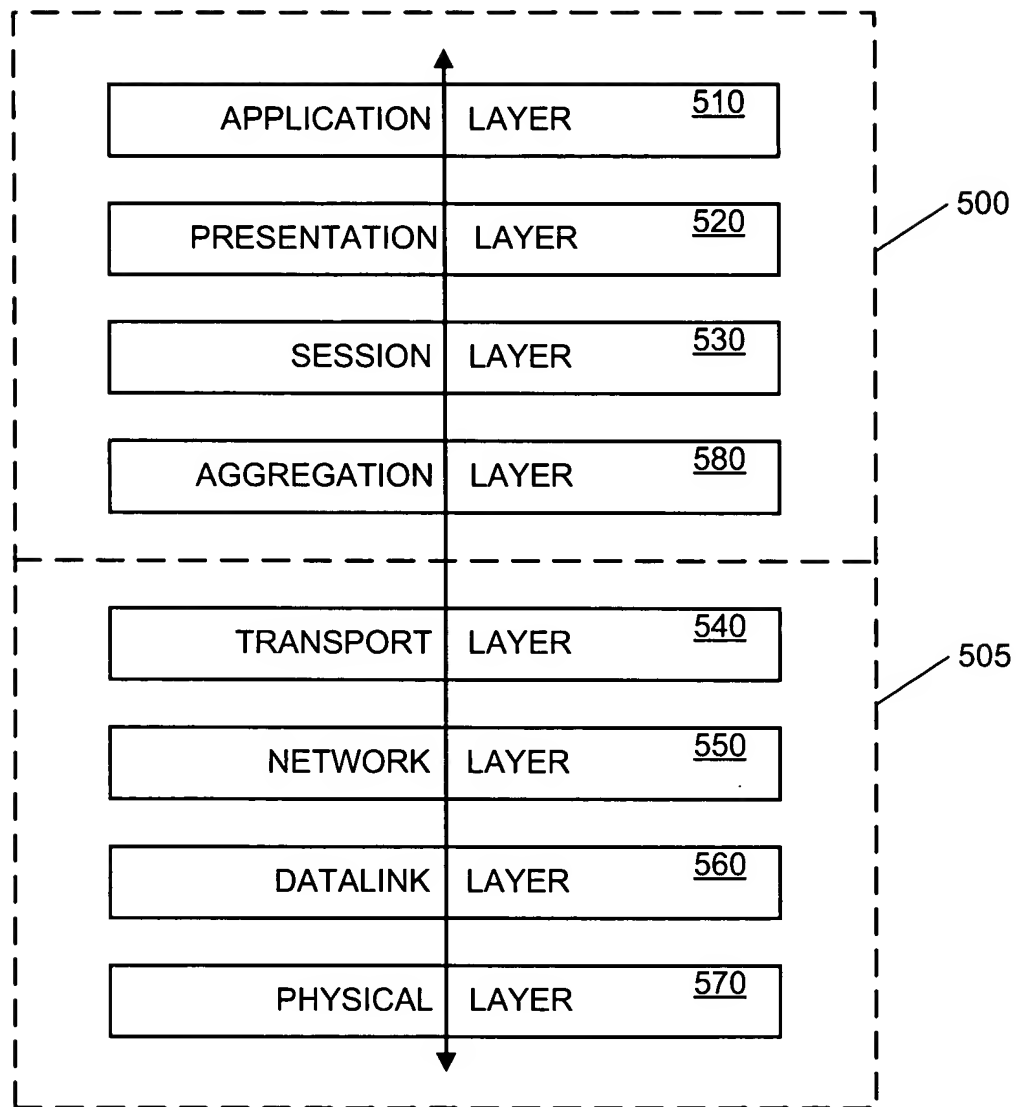 APPLICATION LAYER 510
PRESENTATION LAYER 520
500
SESSION LAYER 530
AGGREGATION LAYER 580
TRANSPORT LAYER 540
505
NETWORK LAYER 550
DATALINK LAYER 560
PHYSICAL LAYER 570